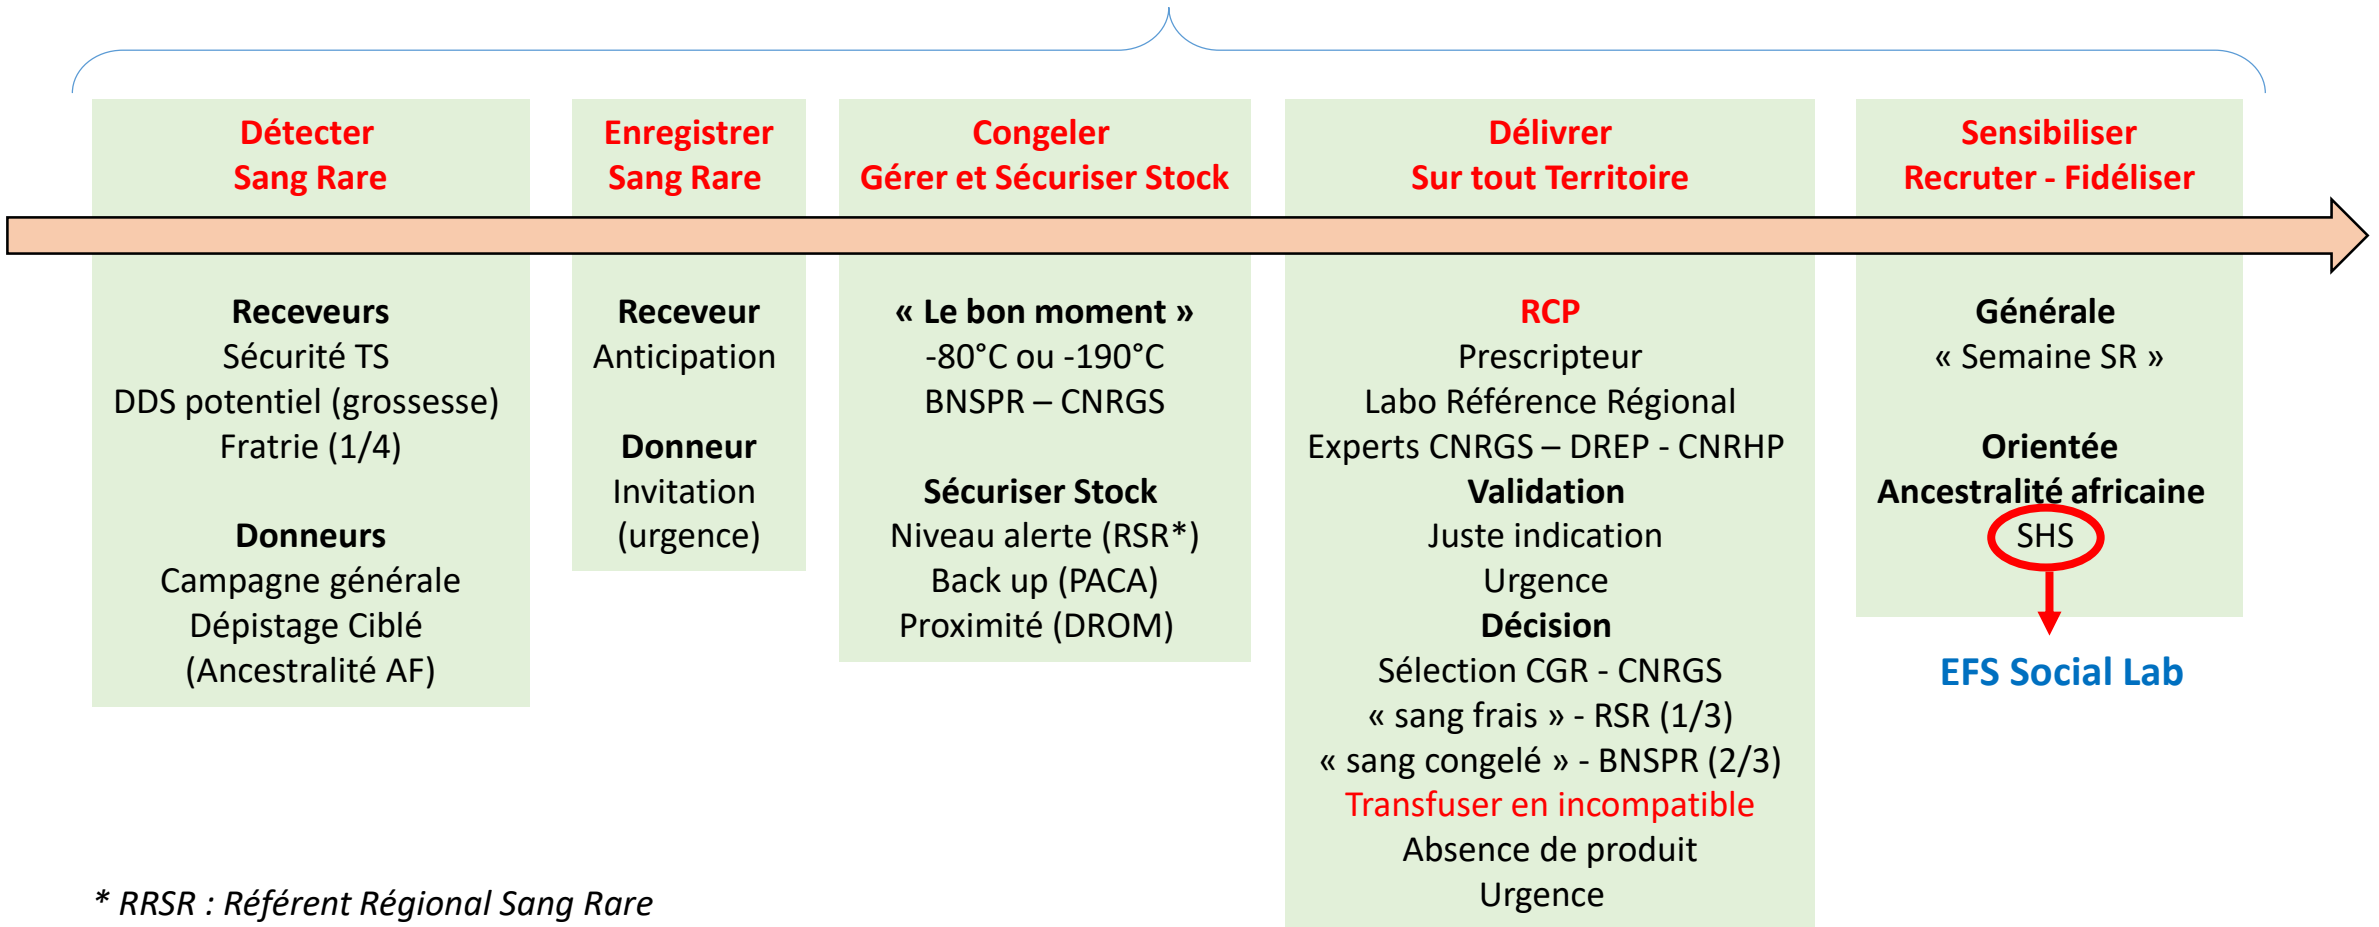 Détecter
Sang Rare
Receveurs
Sécurité TS
DDS potentiel (grossesse)
Fratrie (1/4)
Donneurs
Campagne générale
Dépistage Ciblé
(Ancestralité AF)
Enregistrer
Sang Rare
Receveur
Anticipation
Donneur
Invitation
(urgence)
Congeler
Gérer et Sécuriser Stock
« Le bon moment »
-80°C ou -190°C
BNSPR – CNRGS
Sécuriser Stock
Niveau alerte (RSR*)
Back up (PACA)
Proximité (DROM)
Délivrer
Sur tout Territoire
RCP
Prescripteur
Labo Référence Régional
Experts CNRGS – DREP - CNRHP
Validation
Juste indication
Urgence
Décision
Sélection CGR - CNRGS
« sang frais » - RSR (1/3)
« sang congelé » - BNSPR (2/3)
Transfuser en incompatible
Absence de produit
Urgence
Sensibiliser
Recruter - Fidéliser
Générale
« Semaine SR »
Orientée
Ancestralité africaine
SHS
EFS Social Lab
* RRSR : Référent Régional Sang Rare